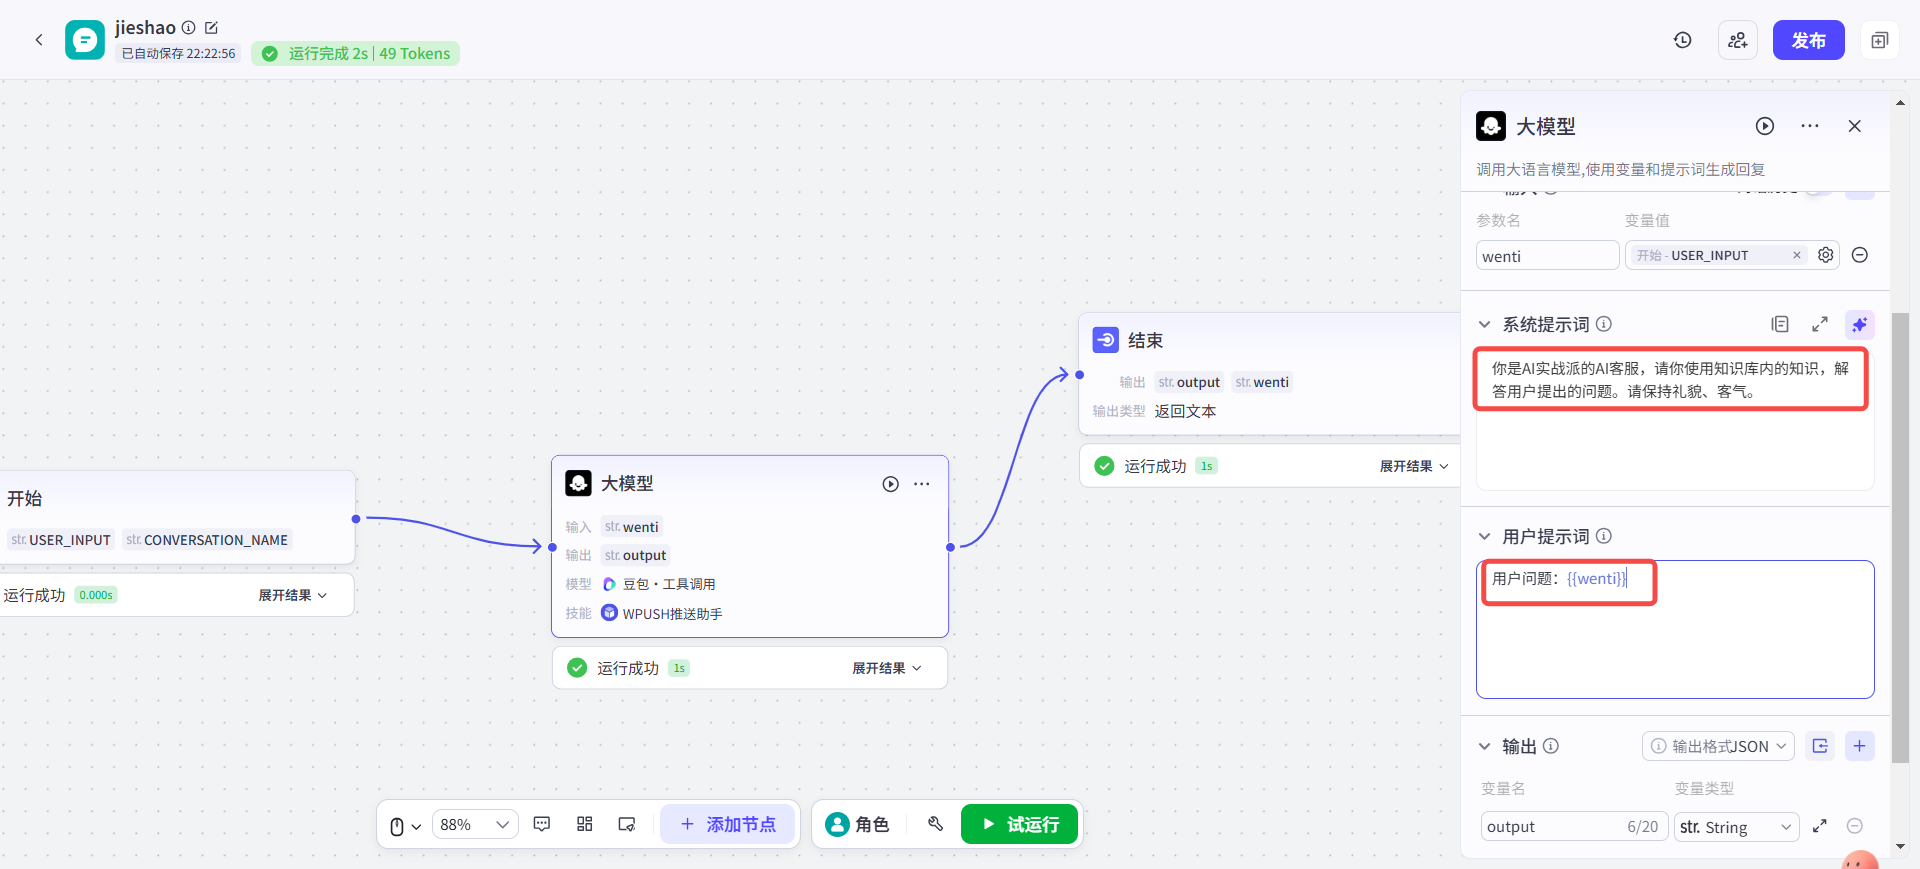 jieshao
已自动保存 22:22:56
运行完成 2s | 49 Tokens
发布
开始
str. USER_INPUT str. CONVERSATION_NAME
运行成功 0.000s 展开结果
大模型
输入 str. wenti
输出 str. output
模型 豆包·工具调用
技能 WPUSH推送助手
运行成功 1s 展开结果
结束
输出 str. output str. wenti
输出类型 返回文本
运行成功 1s 展开结果
88%
添加节点
角色
试运行
大模型
调用大语言模型,使用变量和提示词生成回复
输入
参数名 变量值
wenti 开始 - USER_INPUT
系统提示词
你是AI实战派的AI客服，请你使用知识库内的知识，解
答用户提出的问题。请保持礼貌、客气。
用户提示词
用户问题：{{wenti}}
输出 输出格式JSON
变量名 变量类型
output 6/20 str. String